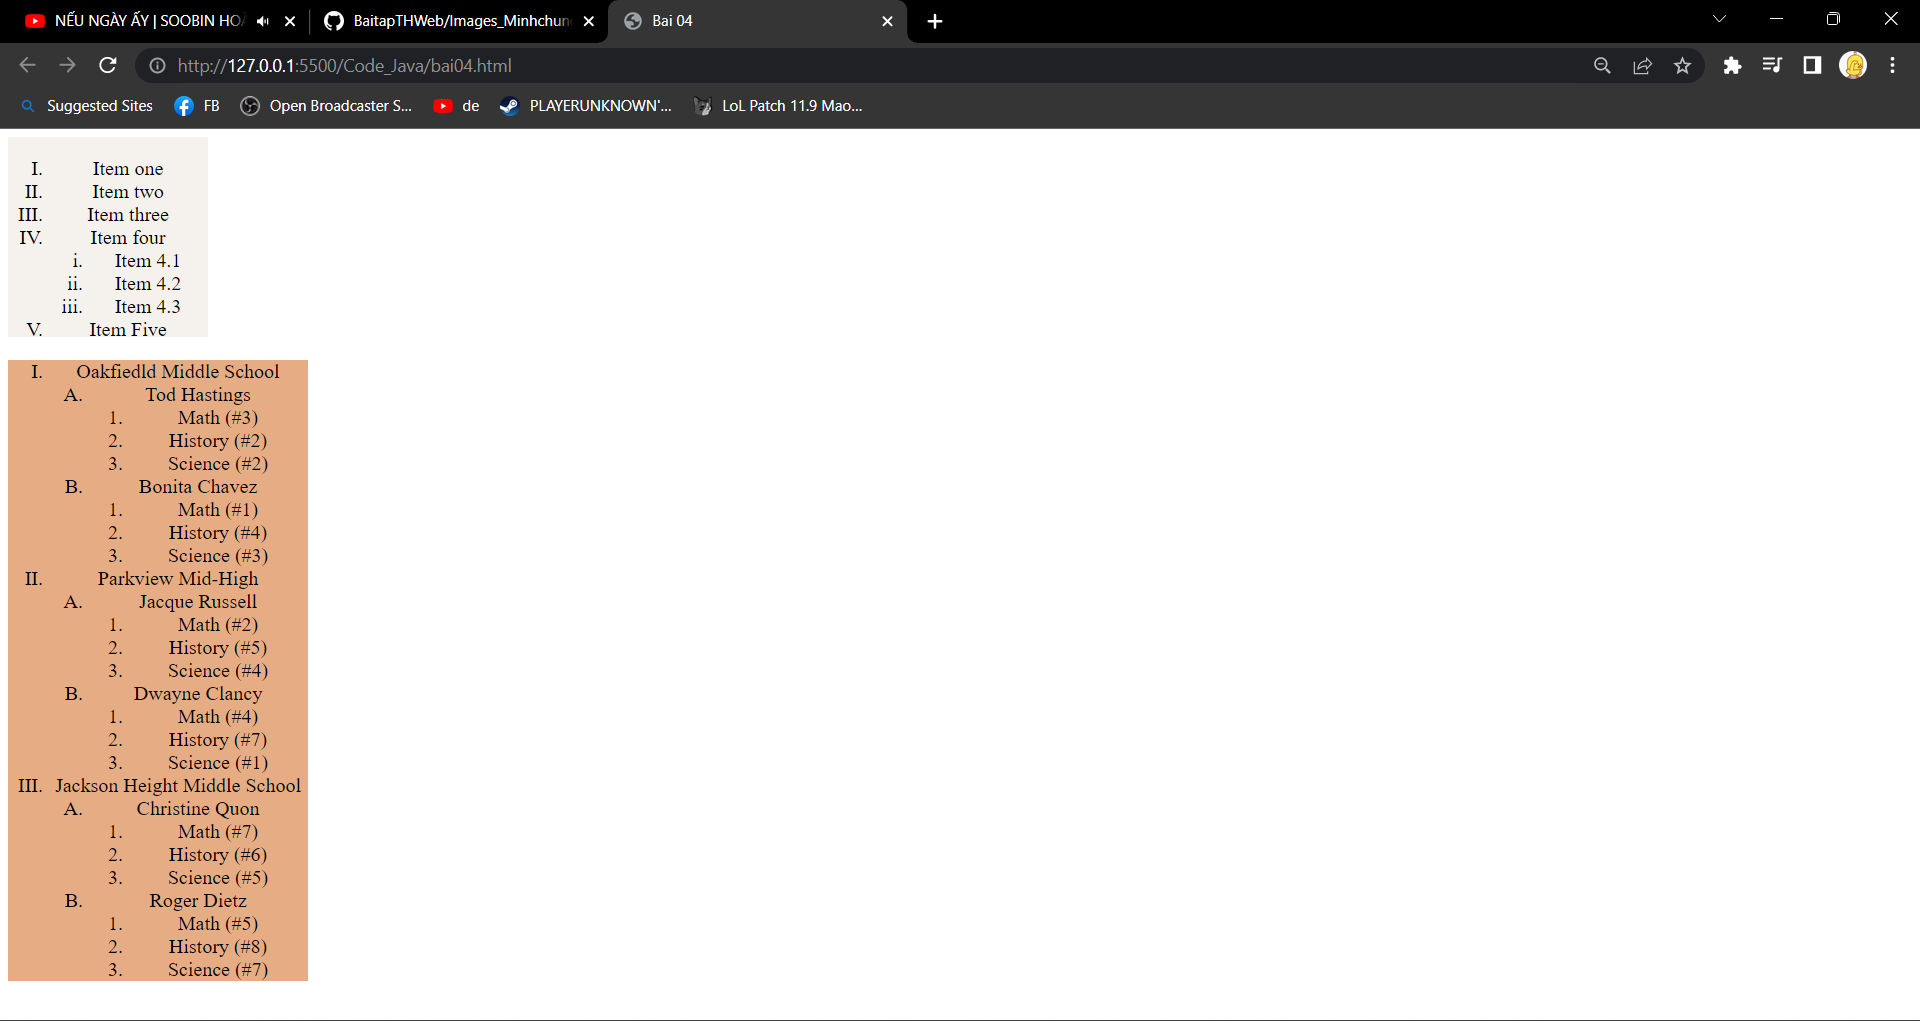 NẾU NGÀY ẤY | SOOBIN HOÀ
BaitapTHWeb/Images_Minhchun
Bai 04
http://127.0.0.1:5500/Code_Java/bai04.html
Suggested Sites
FB
Open Broadcaster S...
de
PLAYERUNKNOWN'...
LoL Patch 11.9 Mao...
I. Item one
II. Item two
III. Item three
IV. Item four
i. Item 4.1
ii. Item 4.2
iii. Item 4.3
V. Item Five
I. Oakfiedld Middle School
A. Tod Hastings
1. Math (#3)
2. History (#2)
3. Science (#2)
B. Bonita Chavez
1. Math (#1)
2. History (#4)
3. Science (#3)
II. Parkview Mid-High
A. Jacque Russell
1. Math (#2)
2. History (#5)
3. Science (#4)
B. Dwayne Clancy
1. Math (#4)
2. History (#7)
3. Science (#1)
III. Jackson Height Middle School
A. Christine Quon
1. Math (#7)
2. History (#6)
3. Science (#5)
B. Roger Dietz
1. Math (#5)
2. History (#8)
3. Science (#7)